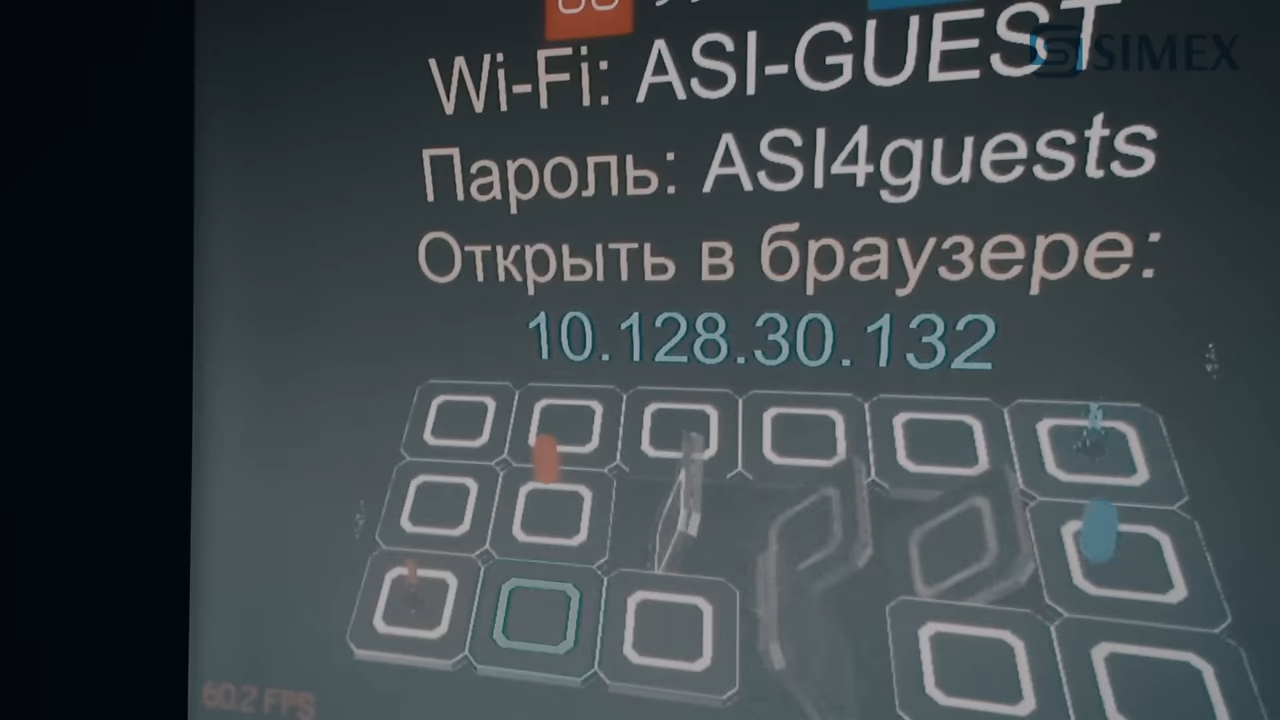 SIMEX
Wi-Fi: ASI-GUEST
Пароль: ASI4guests
Открыть в браузере:
10.128.30.132
60.2 FPS